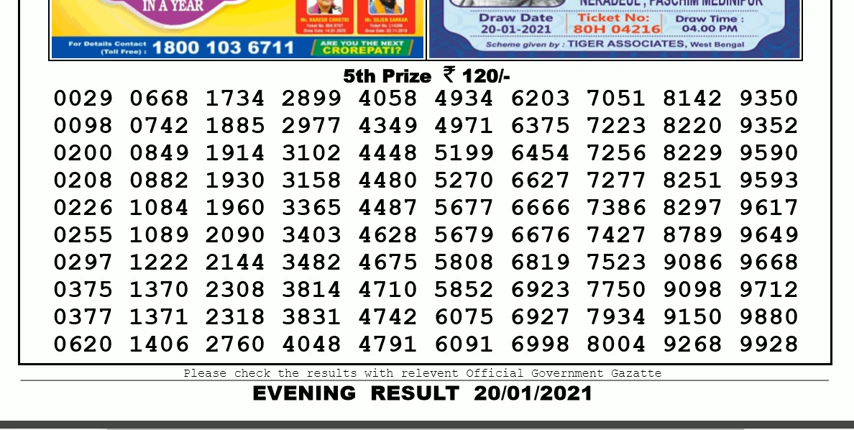 IN A YEAR
For Details Contact (Toll Free) : 1800 103 6711
ARE YOU THE NEXT
CROREPATI?
NERADEUL, PASCHIM MEDINIPUR
Draw Date
20-01-2021
Ticket No:
80H 04216
Draw Time :
04.00 PM
Scheme given by : TIGER ASSOCIATES, West Bengal
5th Prize ₹ 120/-
0029 0668 1734 2899 4058 4934 6203 7051 8142 9350
0098 0742 1885 2977 4349 4971 6375 7223 8220 9352
0200 0849 1914 3102 4448 5199 6454 7256 8229 9590
0208 0882 1930 3158 4480 5270 6627 7277 8251 9593
0226 1084 1960 3365 4487 5677 6666 7386 8297 9617
0255 1089 2090 3403 4628 5679 6676 7427 8789 9649
0297 1222 2144 3482 4675 5808 6819 7523 9086 9668
0375 1370 2308 3814 4710 5852 6923 7750 9098 9712
0377 1371 2318 3831 4742 6075 6927 7934 9150 9880
0620 1406 2760 4048 4791 6091 6998 8004 9268 9928
Please check the results with relevent Official Government Gazatte
EVENING RESULT 20/01/2021